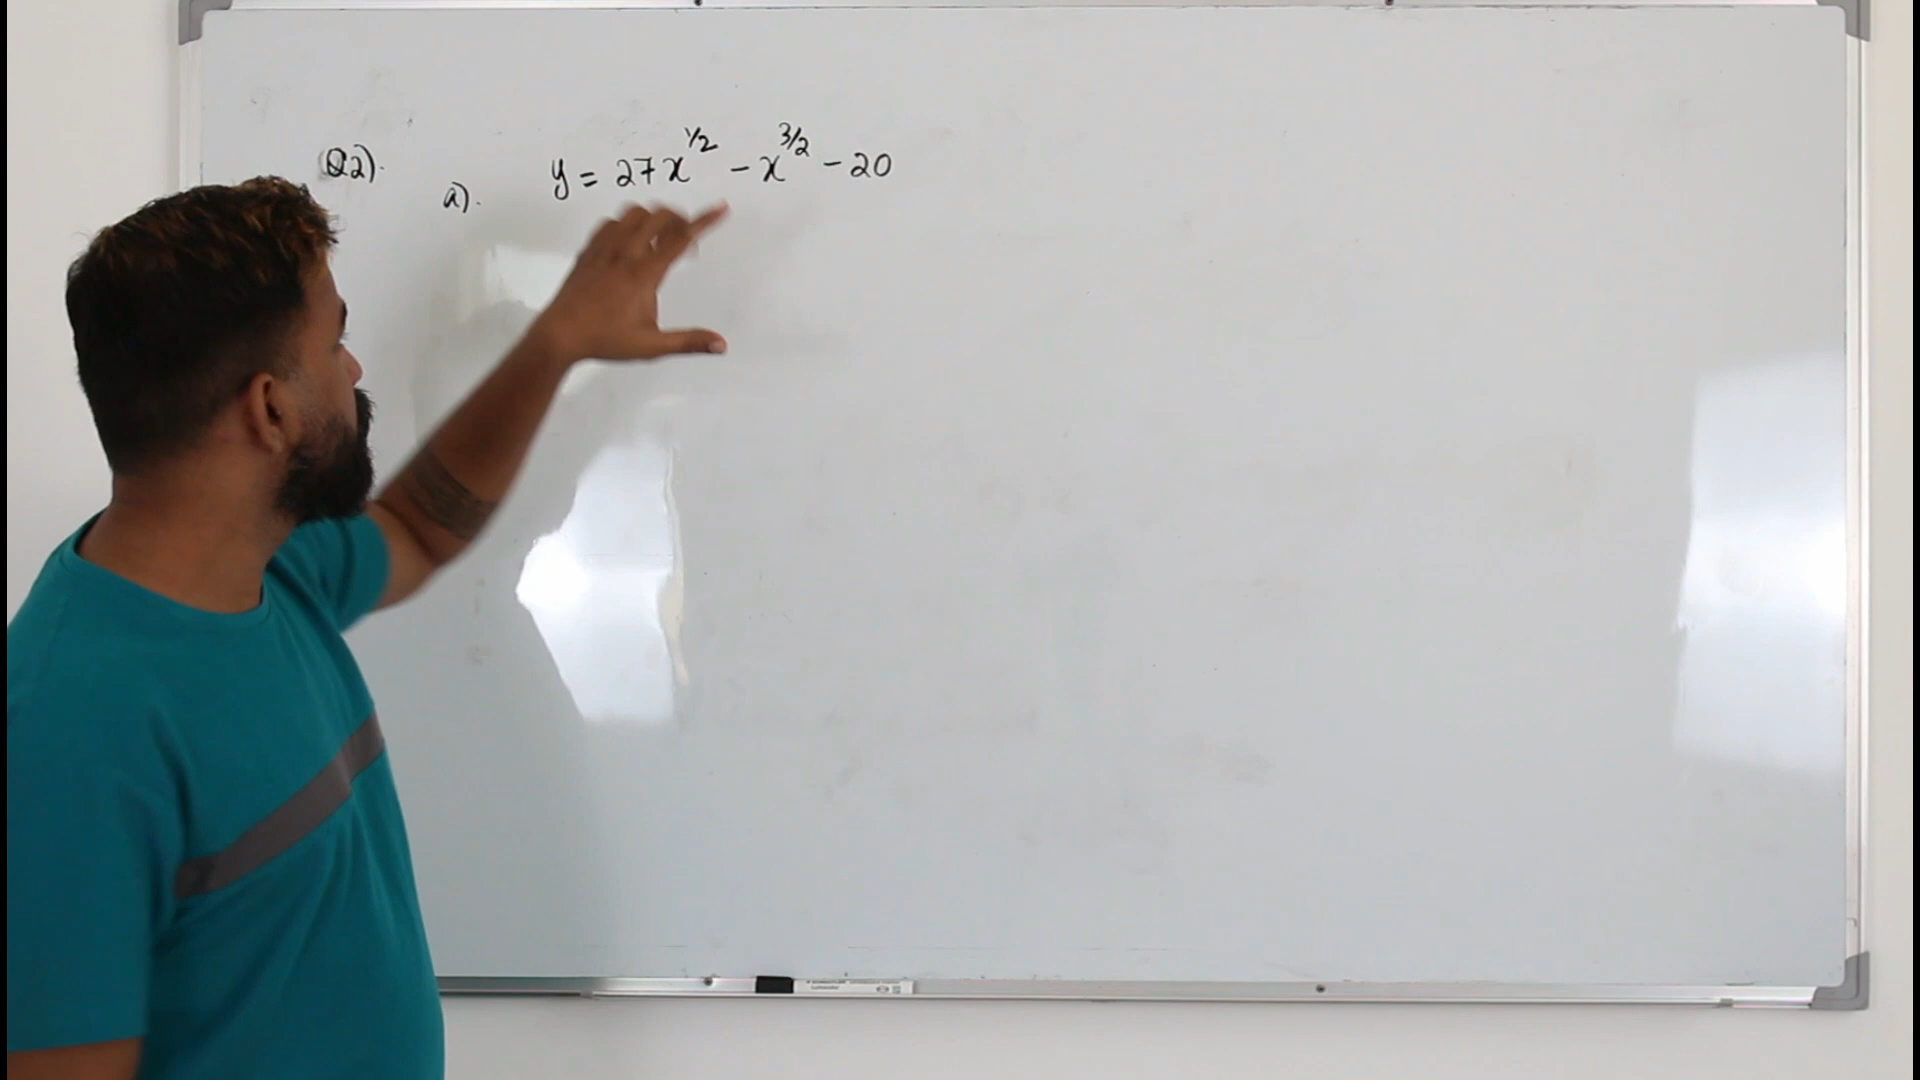 Q2).
a). y = 27x^{1/2} - x^{3/2} - 20